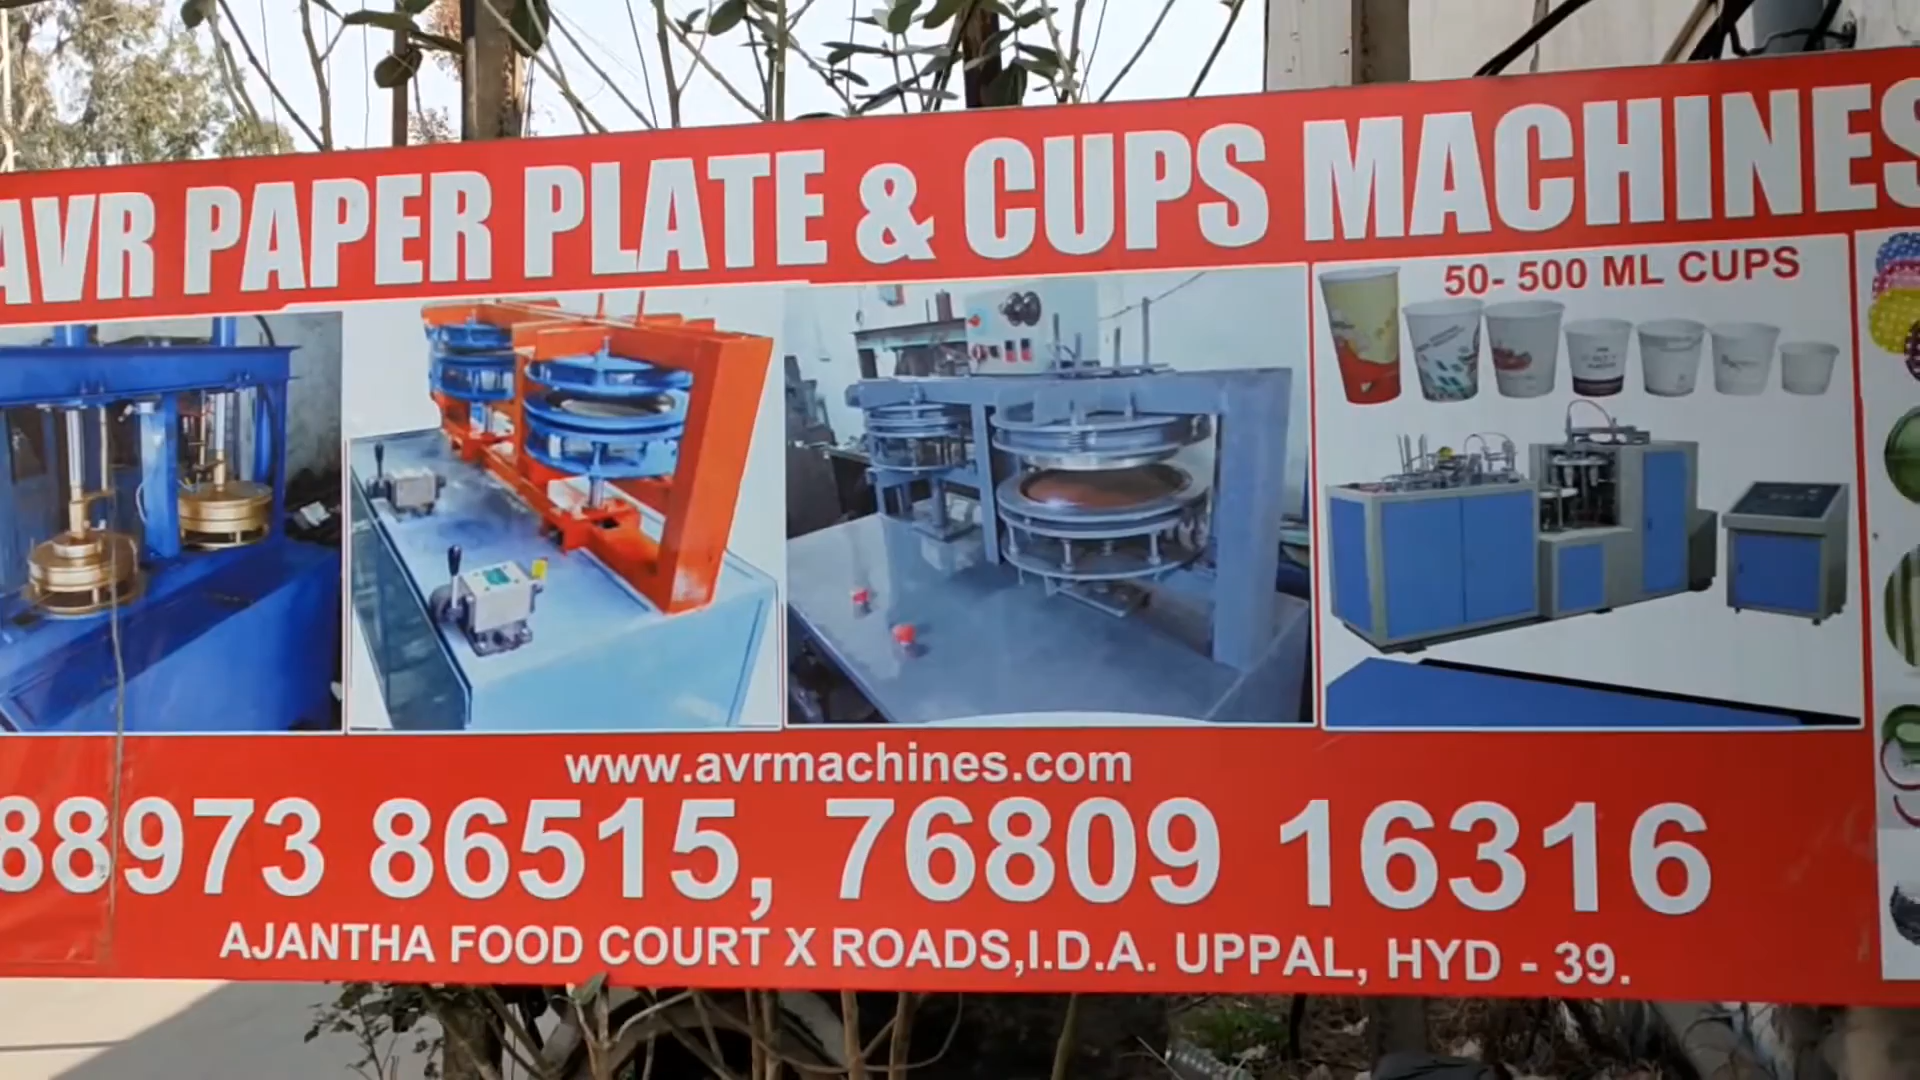 AVR PAPER PLATE & CUPS MACHINES
50- 500 ML CUPS
www.avrmachines.com
88973 86515, 76809 16316
AJANTHA FOOD COURT X ROADS,I.D.A. UPPAL, HYD - 39.